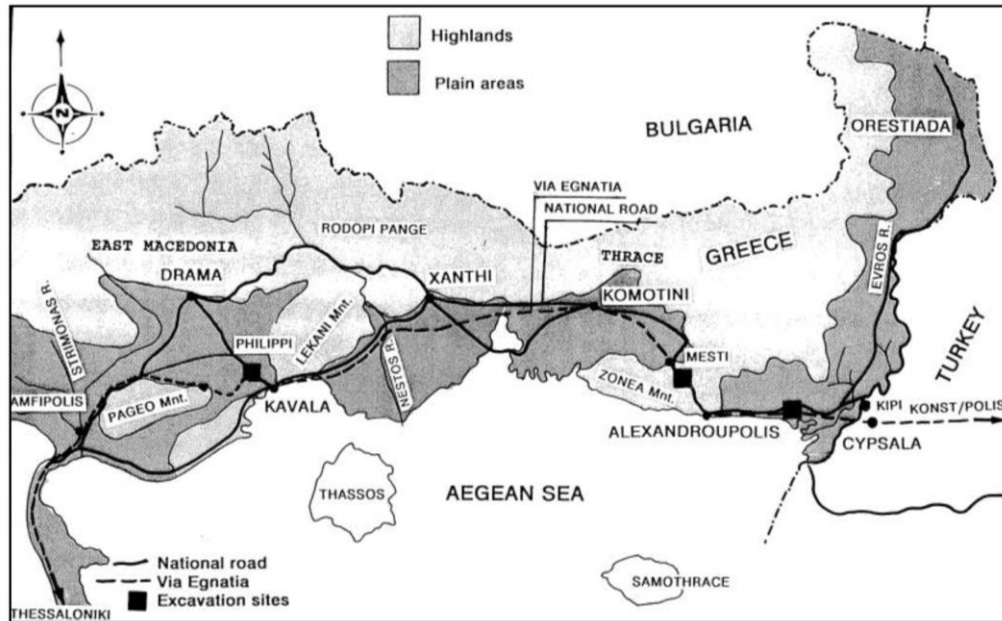 Highlands
Plain areas
N
BULGARIA
ORESTIADA
VIA EGNATIA
NATIONAL ROAD
RODOPI PANGE
EAST MACEDONIA
THRACE
GREECE
EVROS R.
DRAMA
XANTHI
KOMOTINI
STRIMONAS R.
PHILIPPI
LEKANI Mnt.
NESTOS R.
MESTI
TURKEY
AMFIPOLIS
PAGEO Mnt.
KAVALA
ZONEA Mnt.
KIPI
KONST/POLIS
ALEXANDROUPOLIS
CYPSALA
THASSOS
AEGEAN SEA
SAMOTHRACE
National road
Via Egnatia
Excavation sites
THESSALONIKI